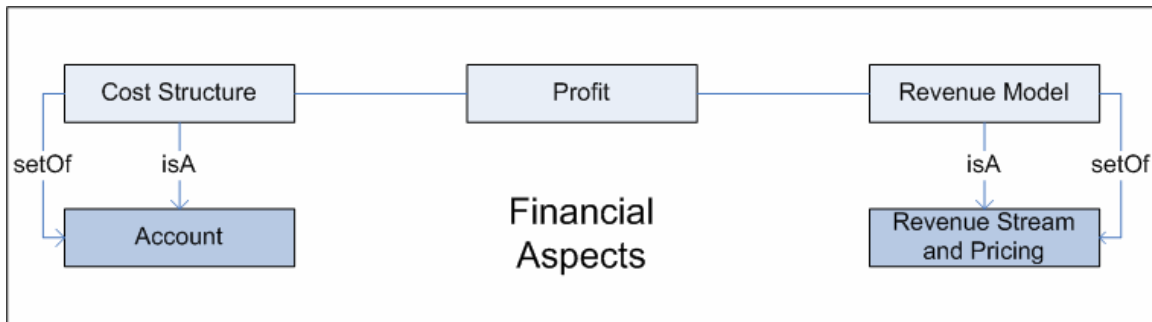 Cost Structure
Profit
Revenue Model
setOf
isA
isA
setOf
Account
Financial
Aspects
Revenue Stream
and Pricing